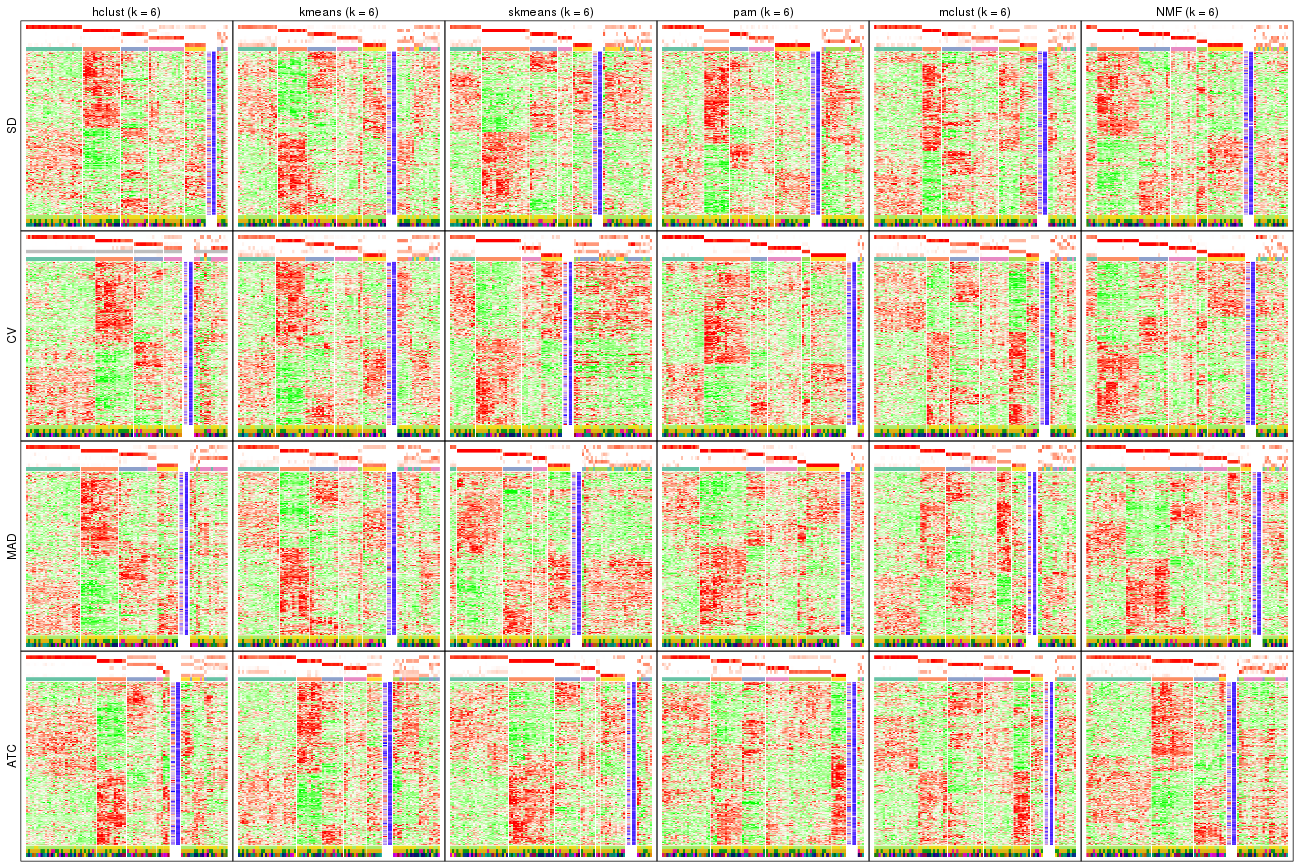 hclust (k = 6)
kmeans (k = 6)
skmeans (k = 6)
pam (k = 6)
mclust (k = 6)
NMF (k = 6)
SD
CV
MAD
ATC